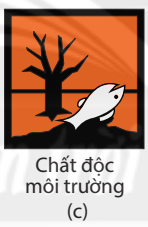 Chất độc
môi trường
(c)